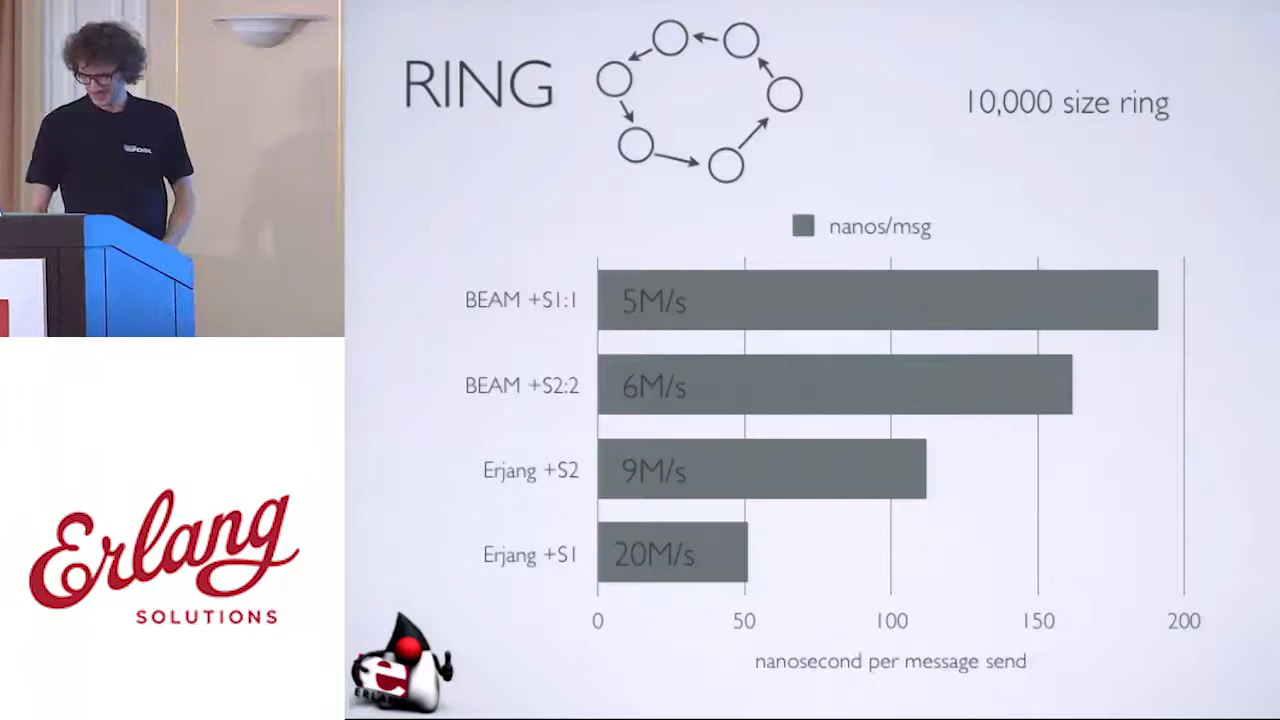 RING
10,000 size ring
nanos/msg
BEAM +S1:1
5M/s
BEAM +S2:2
6M/s
Erjang +S2
9M/s
Erjang +S1
20M/s
0 50 100 150 200
nanosecond per message send
Erlang
SOLUTIONS
e